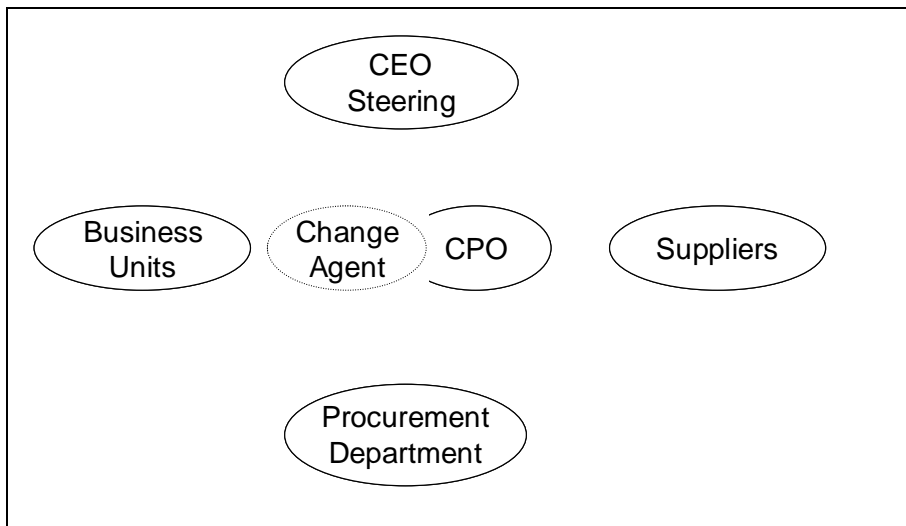 CEO
Steering
Business
Units
Change
Agent
CPO
Suppliers
Procurement
Department